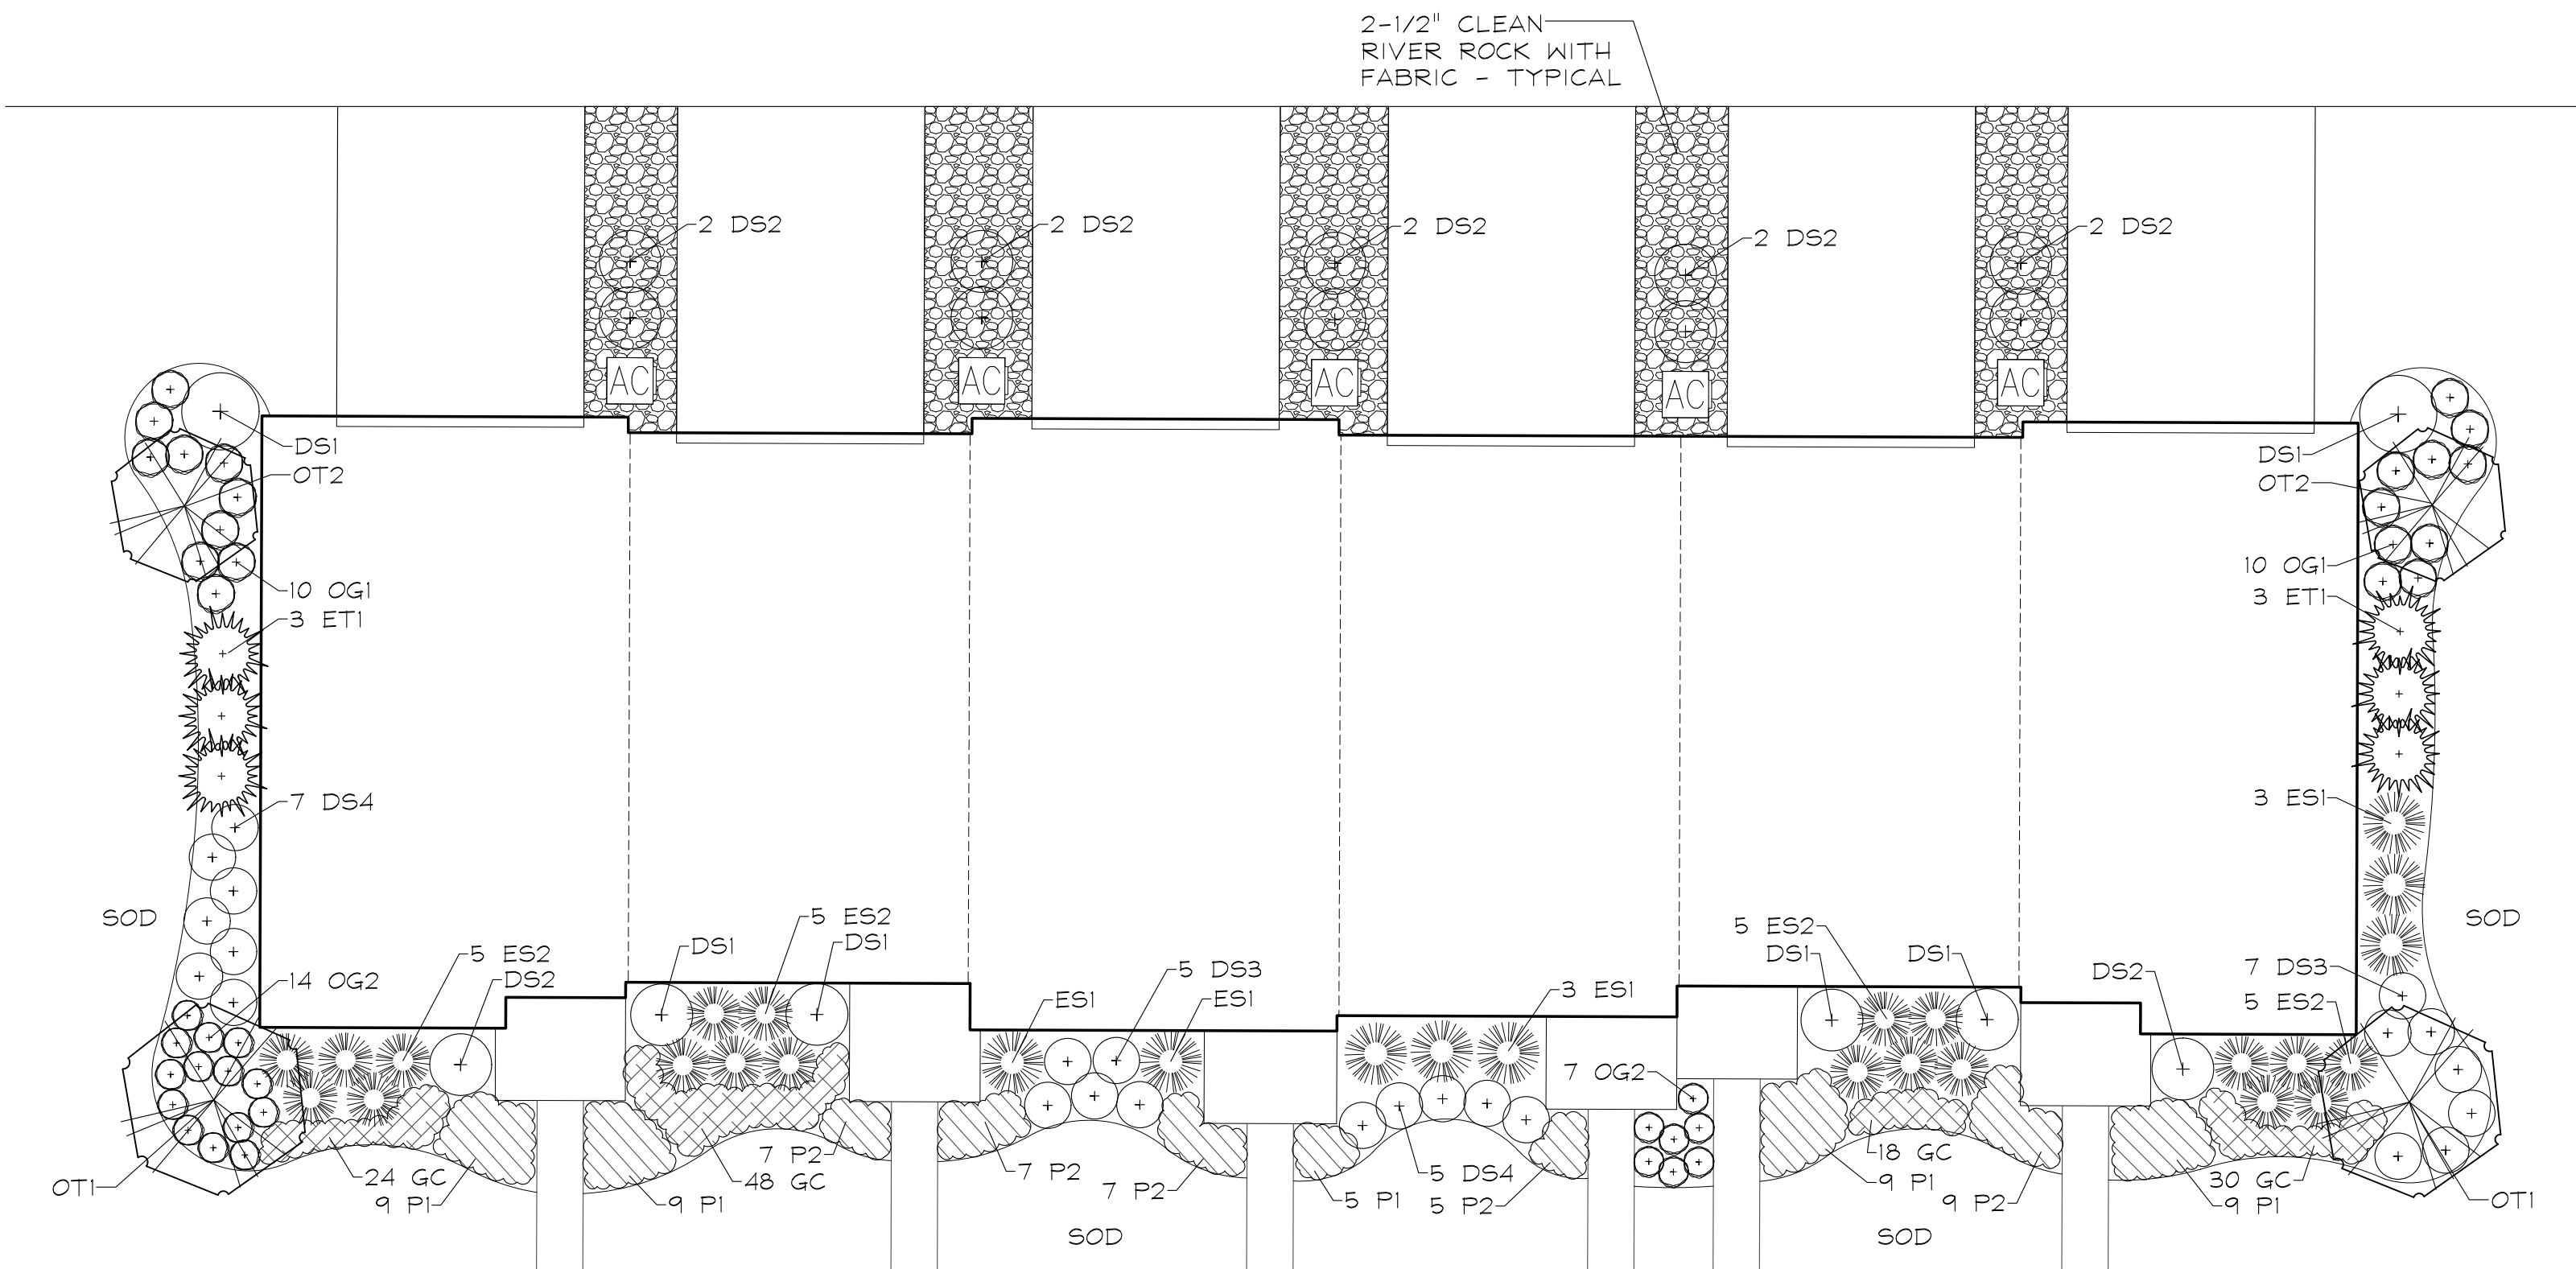 2-1/2" CLEAN
RIVER ROCK WITH
FABRIC - TYPICAL
2 DS2
2 DS2
2 DS2
2 DS2
2 DS2
AC
AC
AC
AC
AC
DS1
OT2
10 OG1
3 ET1
7 DS4
SOD
14 OG2
5 ES2
DS2
DS1
5 ES2
DS1
ES1
5 DS3
ES1
3 ES1
7 OG2
5 ES2
DS1
DS1
DS2
DS1
OT2
10 OG1
3 ET1
3 ES1
SOD
7 DS3
5 ES2
OT1
24 GC
9 P1
9 P1
7 P2
48 GC
7 P2
7 P2
SOD
5 P1
5 DS4
5 P2
18 GC
9 P1
9 P2
SOD
30 GC
9 P1
OT1